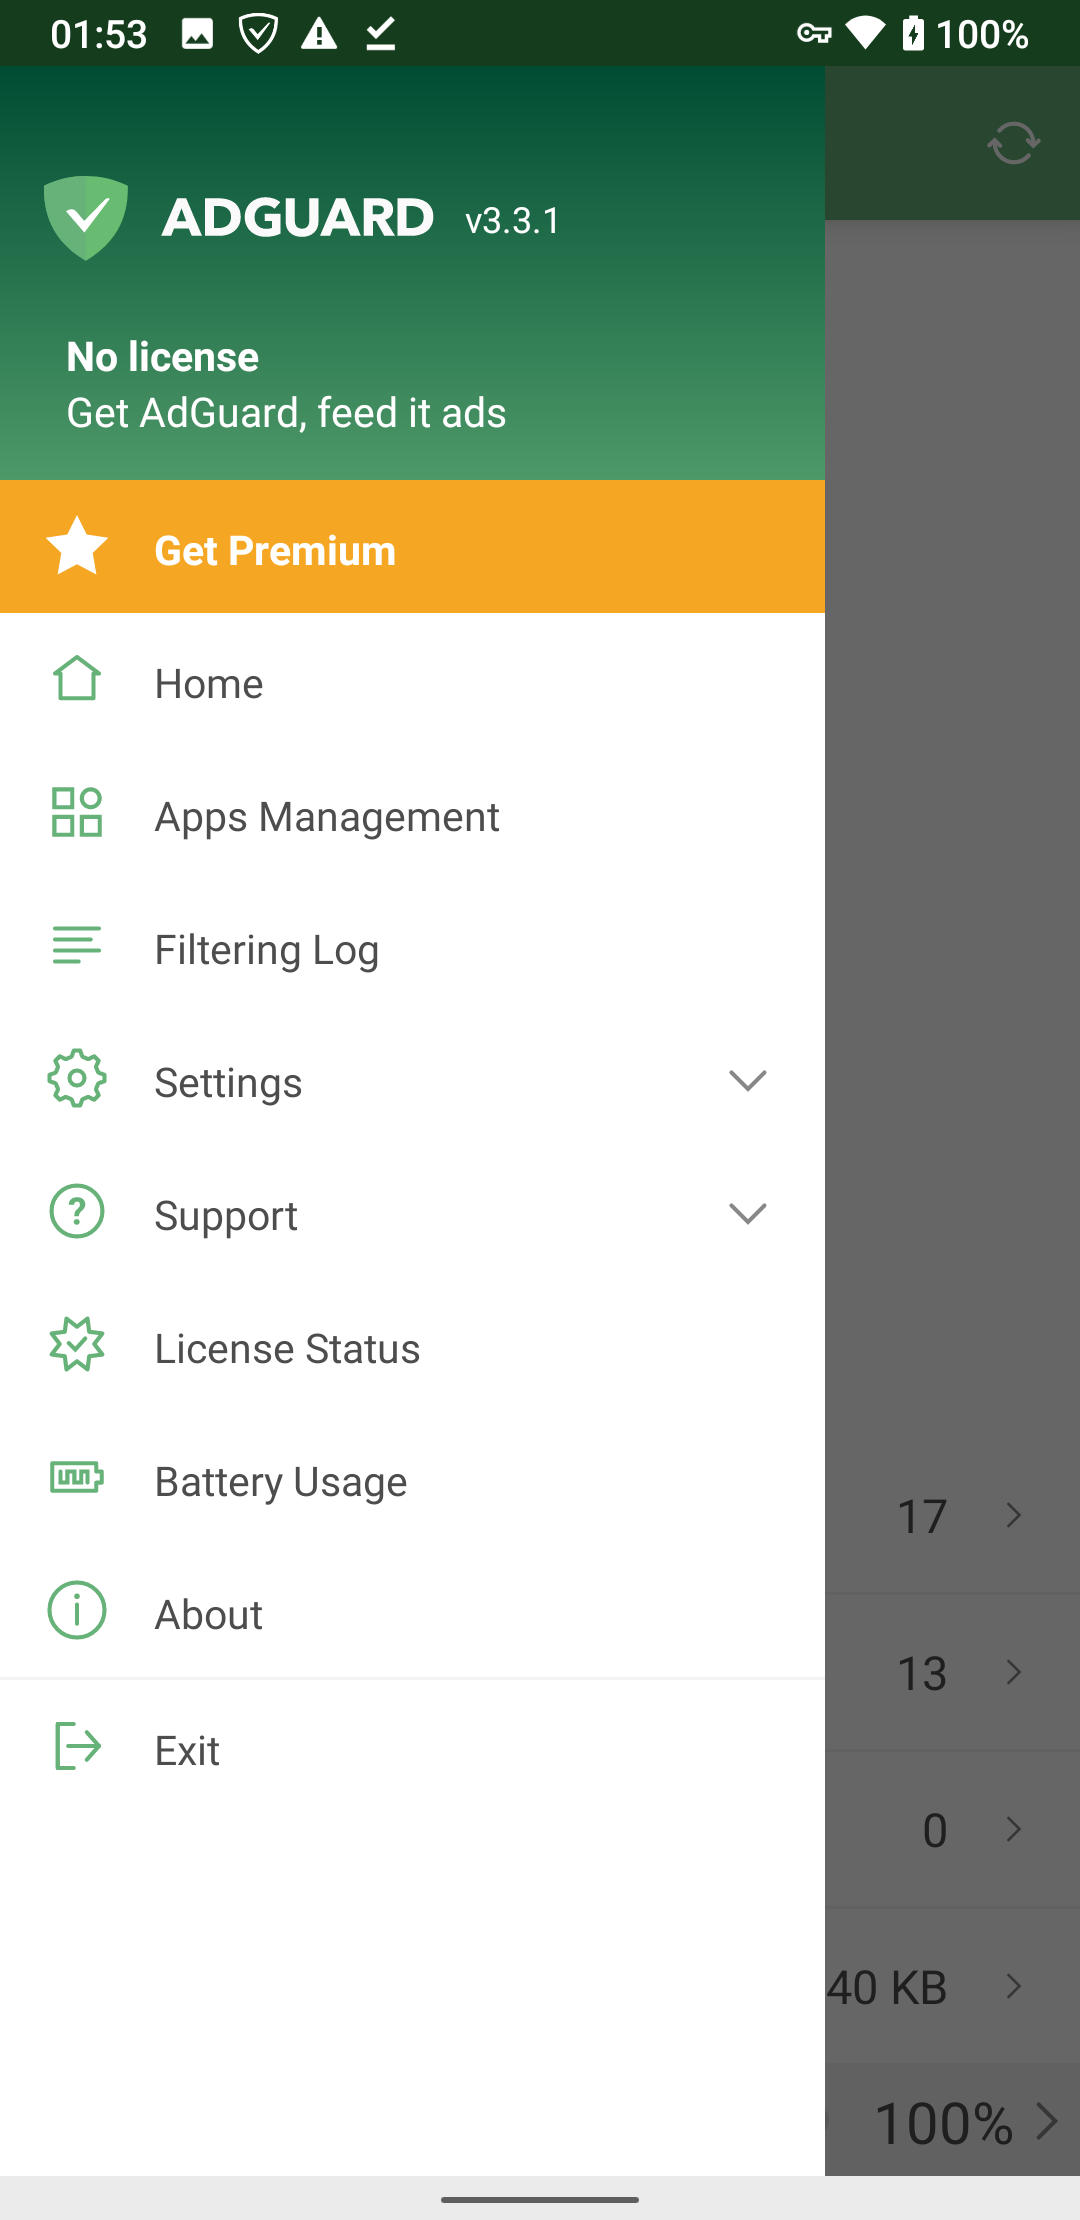 01:53
100%
ADGUARD v3.3.1
No license
Get AdGuard, feed it ads
Get Premium
Home
Apps Management
Filtering Log
Settings
Support
License Status
Battery Usage
About
Exit
17
13
0
40 KB
100%